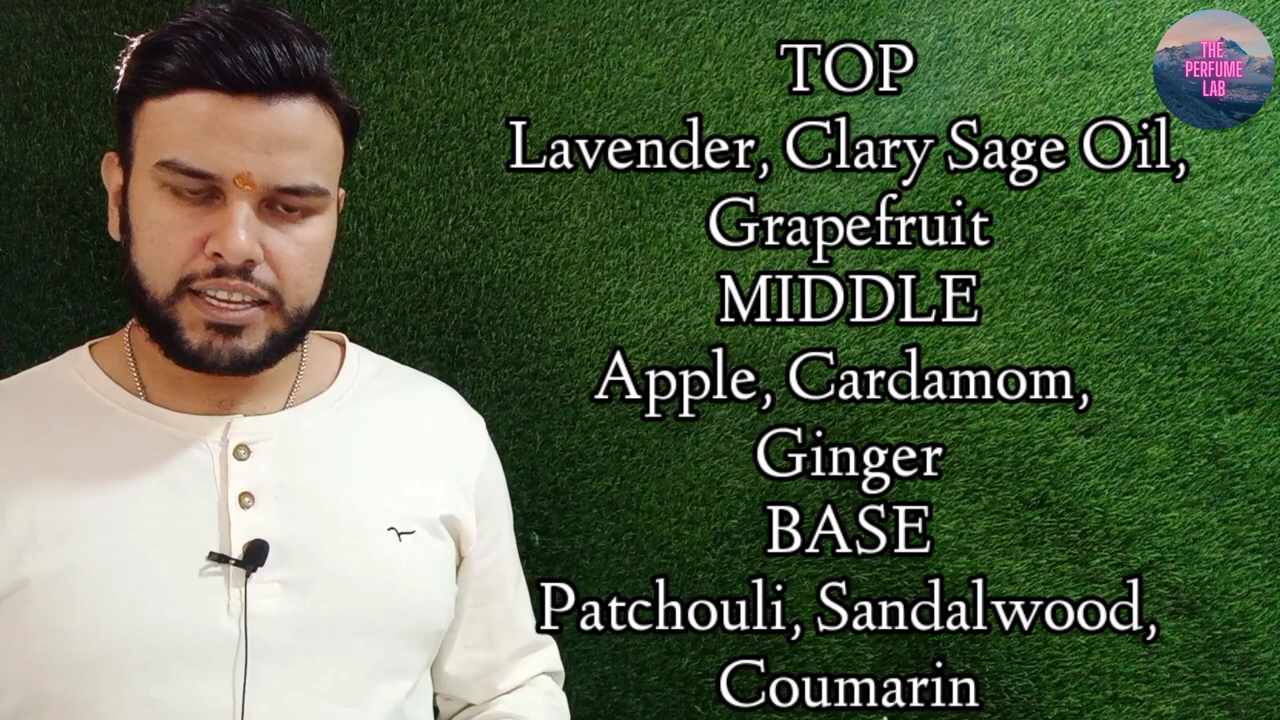 TOP
Lavender, Clary Sage Oil,
Grapefruit
MIDDLE
Apple, Cardamom,
Ginger
BASE
Patchouli, Sandalwood,
Coumarin
THE
PERFUME
LAB